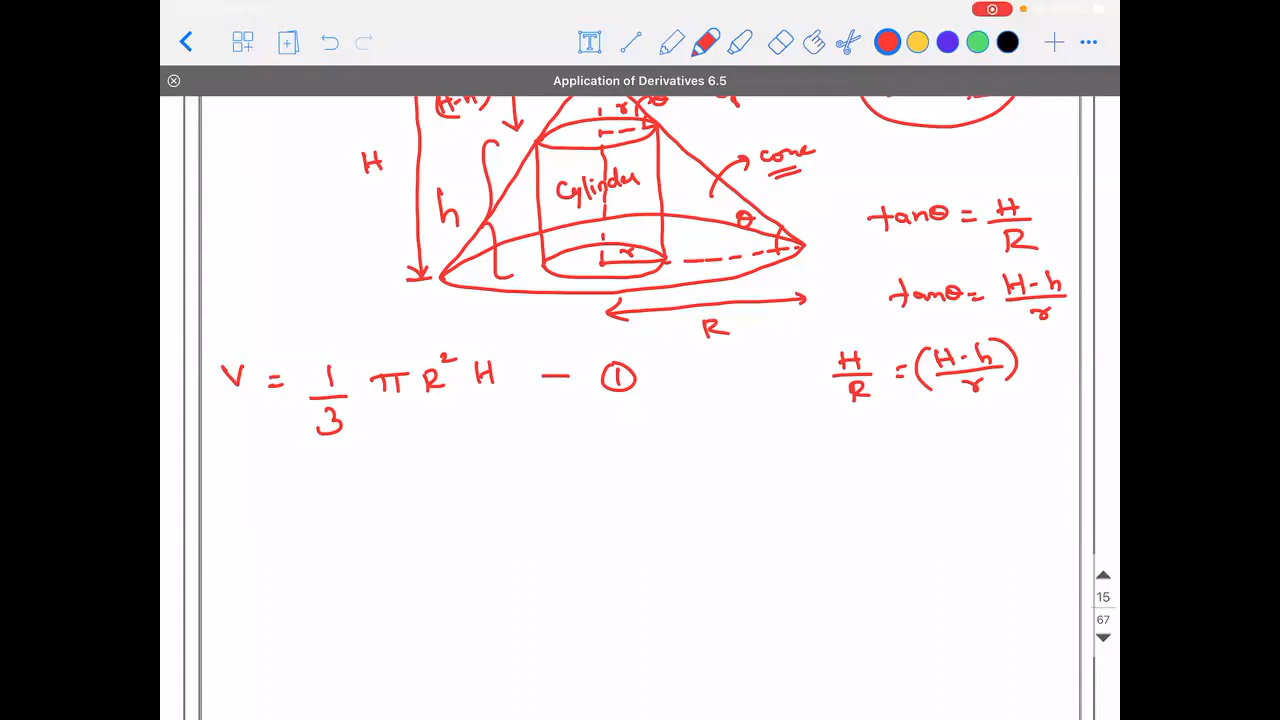 Application of Derivatives 6.5
(H-h)
r
θ
H
cone
Cylinder
h
θ
r
tanθ = H/R
tanθ = H-h/r
R
V = 1/3 π R² H — ①
H/R = (H-h/r)
15
67